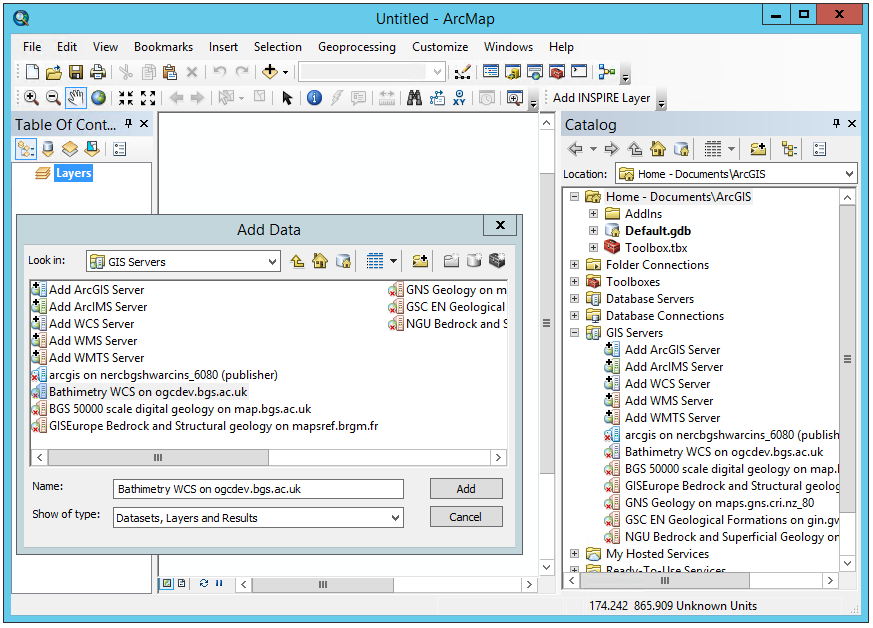 Untitled - ArcMap
File Edit View Bookmarks Insert Selection Geoprocessing Customize Windows Help
Add INSPIRE Layer
Table Of Cont...
Layers
Add Data
Look in: GIS Servers
Add ArcGIS Server
Add ArcIMS Server
Add WCS Server
Add WMS Server
Add WMTS Server
arcgis on nercbgshwarcins_6080 (publisher)
Bathimetry WCS on ogcdev.bgs.ac.uk
BGS 50000 scale digital geology on map.bgs.ac.uk
GISEurope Bedrock and Structural geology on mapsref.brgm.fr
GNS Geology on m
GSC EN Geological
NGU Bedrock and S
Name: Bathimetry WCS on ogcdev.bgs.ac.uk
Add
Show of type: Datasets, Layers and Results
Cancel
Catalog
Location: Home - Documents\ArcGIS
Home - Documents\ArcGIS
AddIns
Default.gdb
Toolbox.tbx
Folder Connections
Toolboxes
Database Servers
Database Connections
GIS Servers
Add ArcGIS Server
Add ArcIMS Server
Add WCS Server
Add WMS Server
Add WMTS Server
arcgis on nercbgshwarcins_6080 (publish
Bathimetry WCS on ogcdev.bgs.ac.uk
BGS 50000 scale digital geology on map.l
GISEurope Bedrock and Structural geolog
GNS Geology on maps.gns.cri.nz_80
GSC EN Geological Formations on gin.gw
NGU Bedrock and Superficial Geology on
My Hosted Services
Ready-To-Use Services
174.242 865.909 Unknown Units